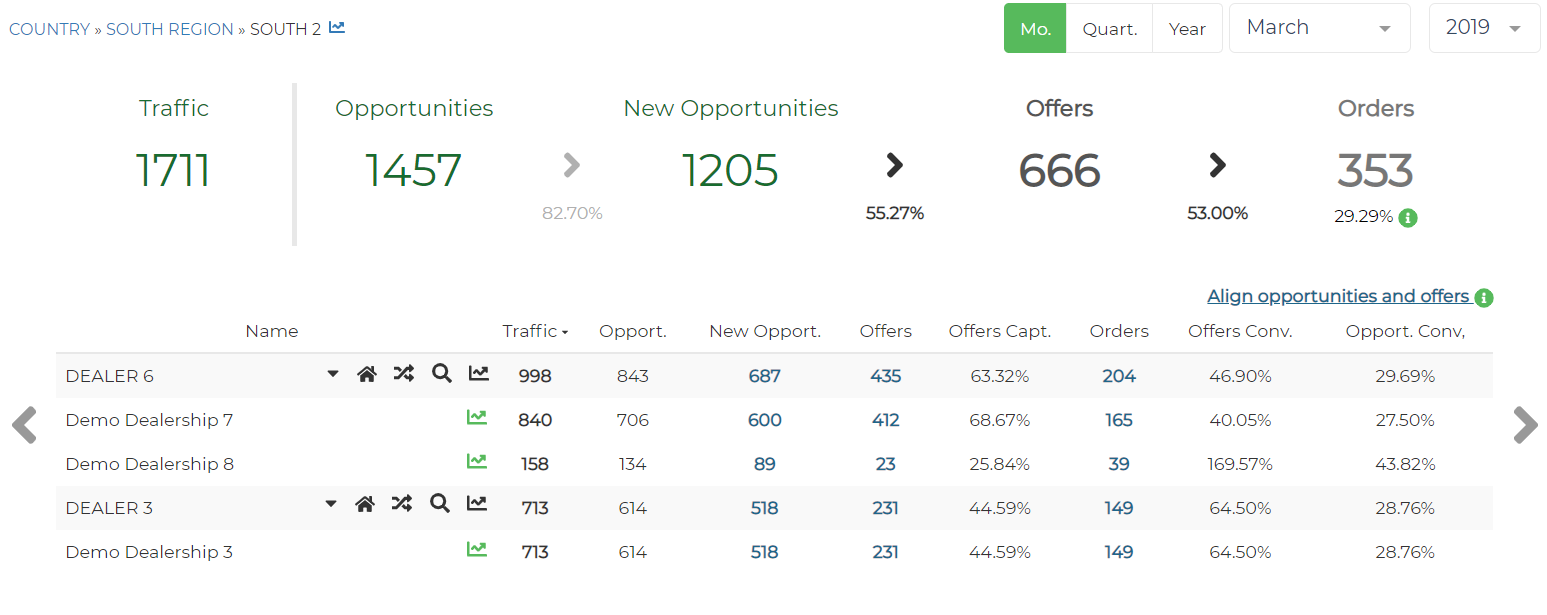 COUNTRY » SOUTH REGION » SOUTH 2 Mo. Quart. Year March 2019
Traffic Opportunities New Opportunities Offers Orders
1711 1457 1205 666 353
82.70% 55.27% 53.00% 29.29%
Align opportunities and offers
Name Traffic Opport. New Opport. Offers Offers Capt. Orders Offers Conv. Opport. Conv,
DEALER 6 998 843 687 435 63.32% 204 46.90% 29.69%
Demo Dealership 7 840 706 600 412 68.67% 165 40.05% 27.50%
Demo Dealership 8 158 134 89 23 25.84% 39 169.57% 43.82%
DEALER 3 713 614 518 231 44.59% 149 64.50% 28.76%
Demo Dealership 3 713 614 518 231 44.59% 149 64.50% 28.76%